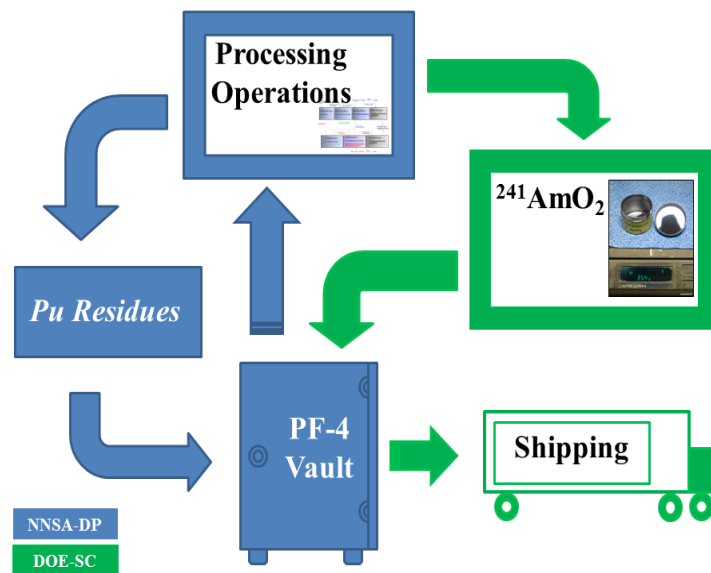 Processing
Operations
²⁴¹AmO₂
Pu Residues
PF-4
Vault
Shipping
NNSA-DP
DOE-SC